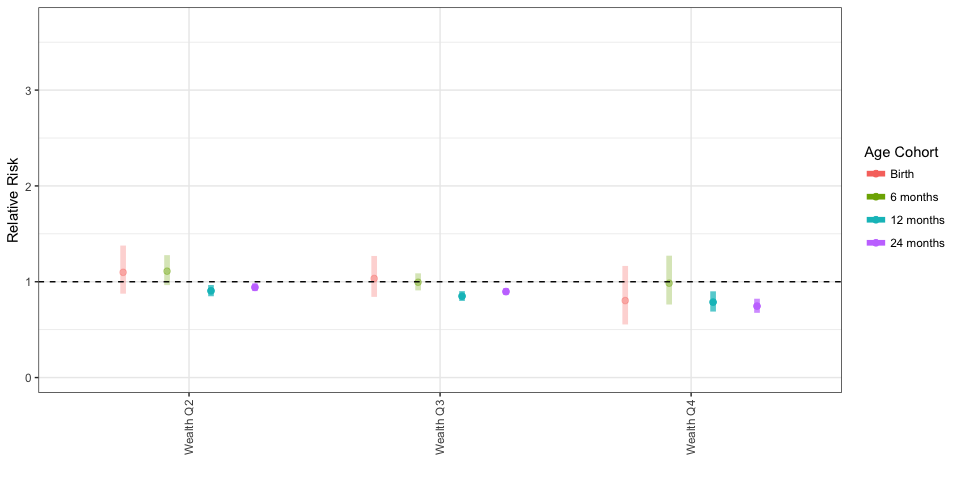 Relative Risk
3
2
1
0
Wealth Q2
Wealth Q3
Wealth Q4
Age Cohort
Birth
6 months
12 months
24 months